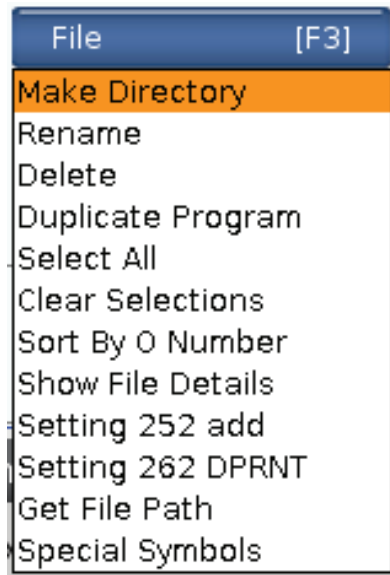 File [F3]
Make Directory
Rename
Delete
Duplicate Program
Select All
Clear Selections
Sort By O Number
Show File Details
Setting 252 add
Setting 262 DPRNT
Get File Path
Special Symbols